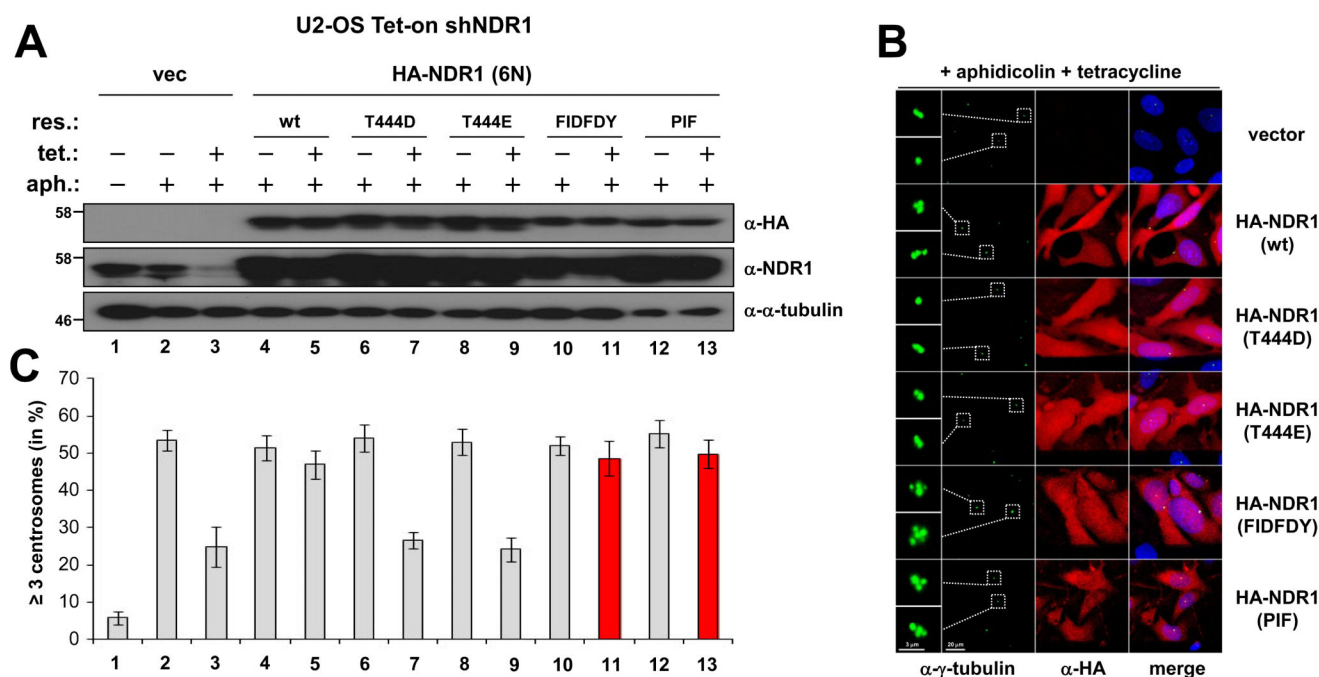 A
U2-OS Tet-on shNDR1
vec HA-NDR1 (6N)
res.: wt T444D T444E FIDFDY PIF
tet.: – – + – + – + – + – + – +
aph.: – + + + + + + + + + + + +
58 α-HA
58 α-NDR1
46 α-α-tubulin
1 2 3 4 5 6 7 8 9 10 11 12 13
C
≥ 3 centrosomes (in %)
70
60
50
40
30
20
10
0
1 2 3 4 5 6 7 8 9 10 11 12 13
B
+ aphidicolin + tetracycline
vector
HA-NDR1
(wt)
HA-NDR1
(T444D)
HA-NDR1
(T444E)
HA-NDR1
(FIDFDY)
HA-NDR1
(PIF)
3 μm 20 μm
α-γ-tubulin α-HA merge